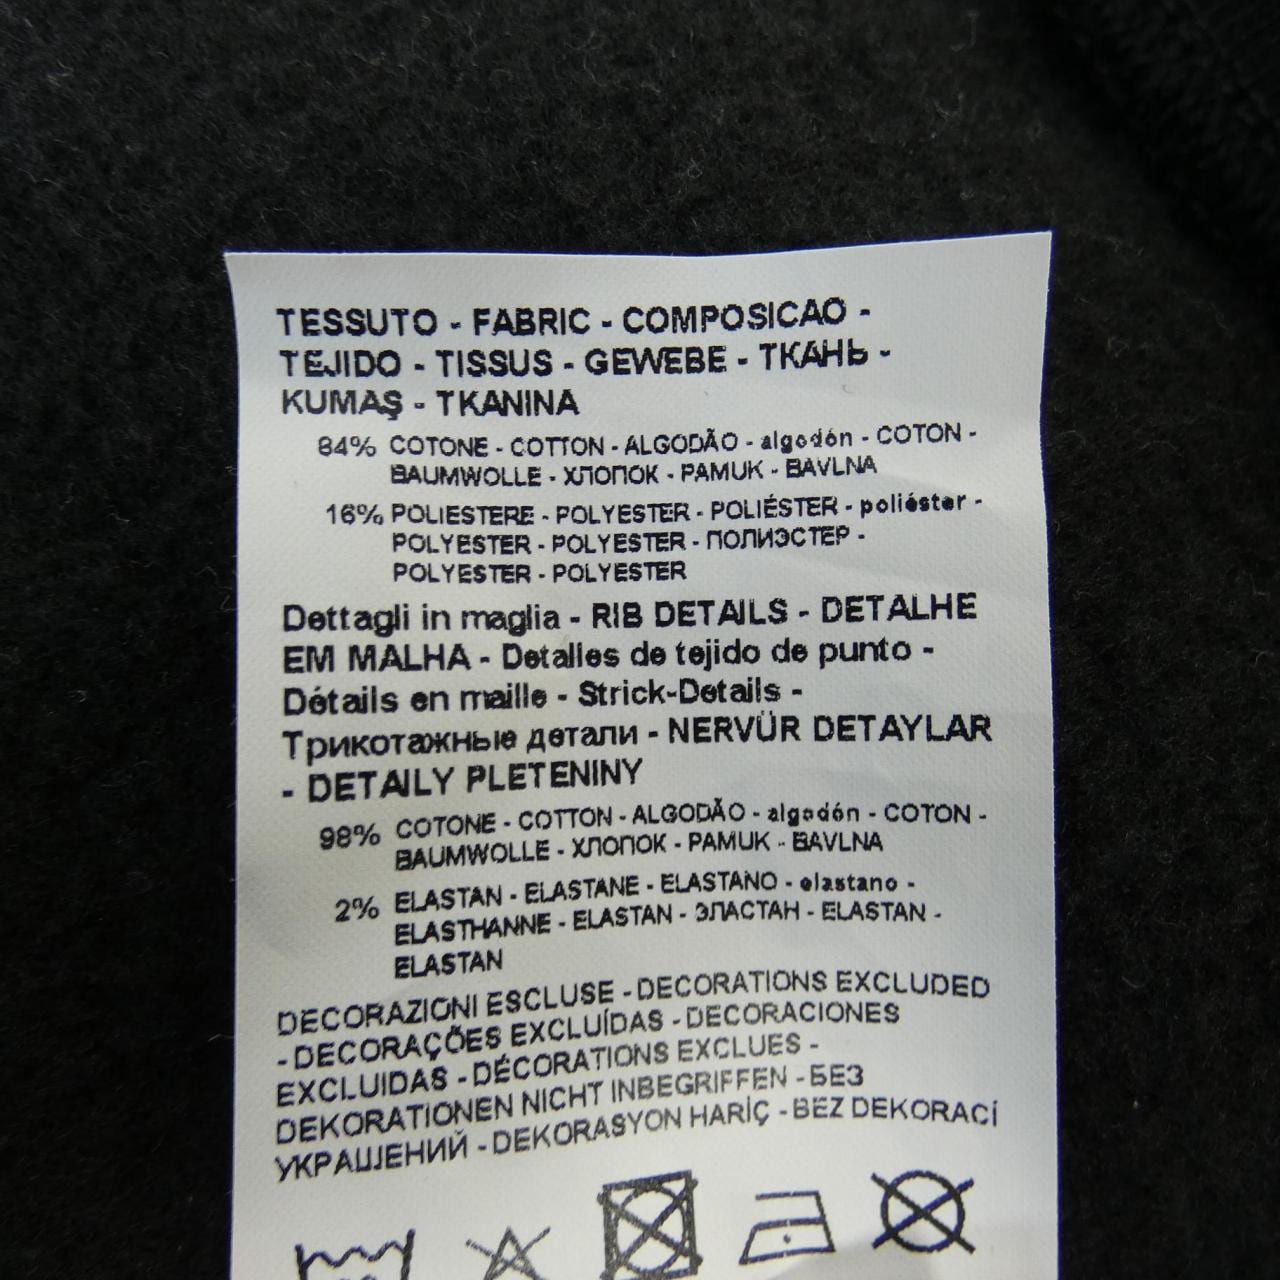 TESSUTO - FABRIC - COMPOSICAO -
TEJIDO - TISSUS - GEWEBE - ТКАНЬ -
KUMAŞ - TKANINA
84% COTONE - COTTON - ALGODÃO - algodón - COTON -
BAUMWOLLE - ХЛОПОК - PAMUK - BAVLNA
16% POLIESTERE - POLYESTER - POLIÉSTER - poliéster -
POLYESTER - POLYESTER - ПОЛИЭСТЕР -
POLYESTER - POLYESTER
Dettagli in maglia - RIB DETAILS - DETALHE
EM MALHA - Detalles de tejido de punto -
Détails en maille - Strick-Details -
Трикотажные детали - NERVÜR DETAYLAR
- DETAILY PLETENINY
98% COTONE - COTTON - ALGODÃO - algodón - COTON -
BAUMWOLLE - ХЛОПОК - PAMUK - BAVLNA
2% ELASTAN - ELASTANE - ELASTANO - elastano -
ELASTHANNE - ELASTAN - ЭЛАСТАН - ELASTAN -
ELASTAN
DECORAZIONI ESCLUSE - DECORATIONS EXCLUDED
- DECORAÇÕES EXCLUÍDAS - DECORACIONES
EXCLUIDAS - DÉCORATIONS EXCLUES -
DEKORATIONEN NICHT INBEGRIFFEN - БЕЗ
УКРАШЕНИЙ - DEKORASYON HARİÇ - BEZ DEKORACÍ